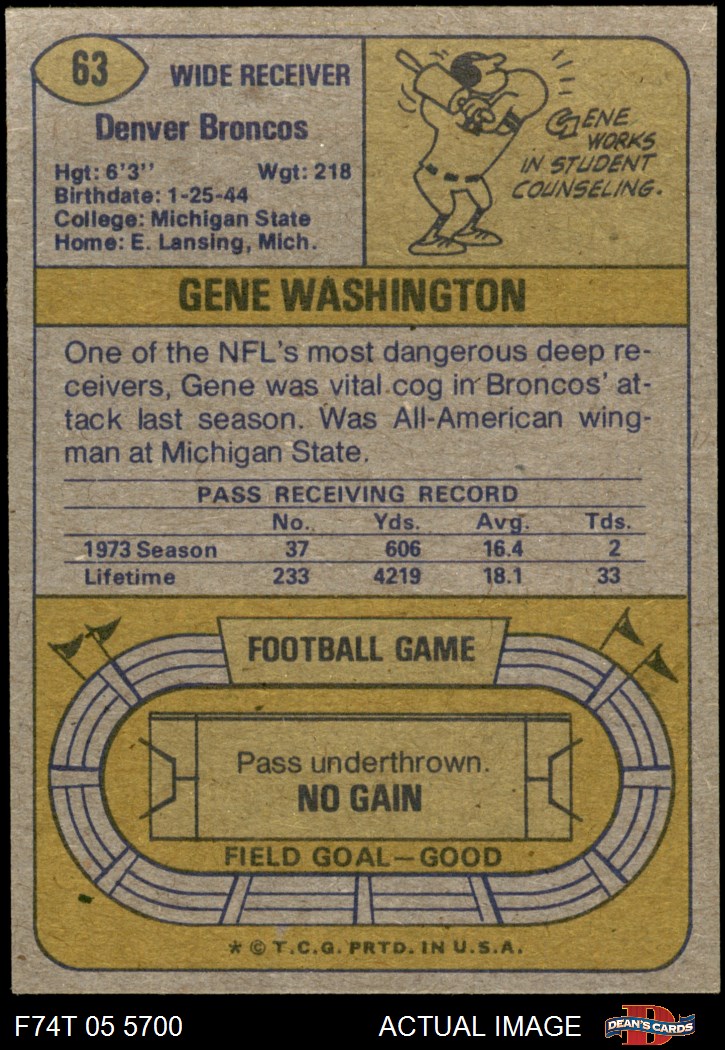 63
WIDE RECEIVER
Denver Broncos
Hgt: 6'3'' Wgt: 218
Birthdate: 1-25-44
College: Michigan State
Home: E. Lansing, Mich.
GENE
WORKS
IN STUDENT
COUNSELING.
GENE WASHINGTON
One of the NFL's most dangerous deep re-
ceivers, Gene was vital cog in Broncos' at-
tack last season. Was All-American wing-
man at Michigan State.
PASS RECEIVING RECORD
No. Yds. Avg. Tds.
1973 Season 37 606 16.4 2
Lifetime 233 4219 18.1 33
FOOTBALL GAME
Pass underthrown.
NO GAIN
FIELD GOAL—GOOD
* © T.C.G. PRTD. IN U.S.A.
F74T 05 5700 ACTUAL IMAGE
DEAN'S CARDS